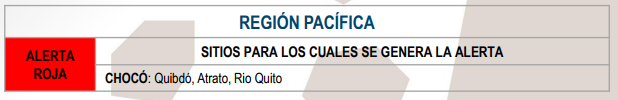 REGIÓN PACÍFICA
ALERTA
ROJA
SITIOS PARA LOS CUALES SE GENERA LA ALERTA
CHOCÓ: Quibdó, Atrato, Rio Quito